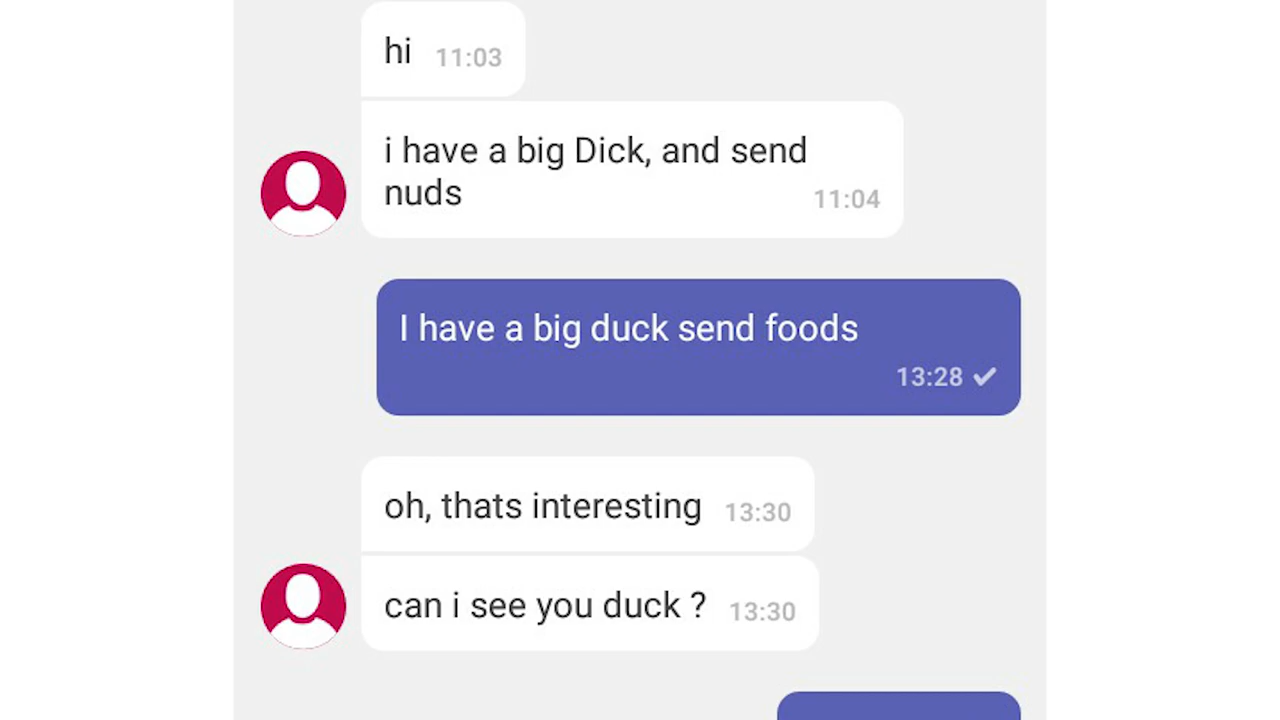 hi 11:03
i have a big Dick, and send
nuds 11:04
I have a big duck send foods
13:28
oh, thats interesting 13:30
can i see you duck ? 13:30